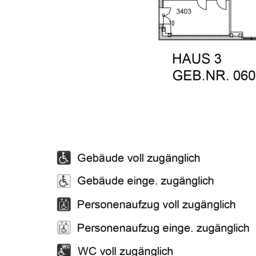 3403
HAUS 3
GEB.NR. 060
Gebäude voll zugänglich
Gebäude einge. zugänglich
Personenaufzug voll zugänglich
Personenaufzug einge. zugänglich
WC
WC voll zugänglich